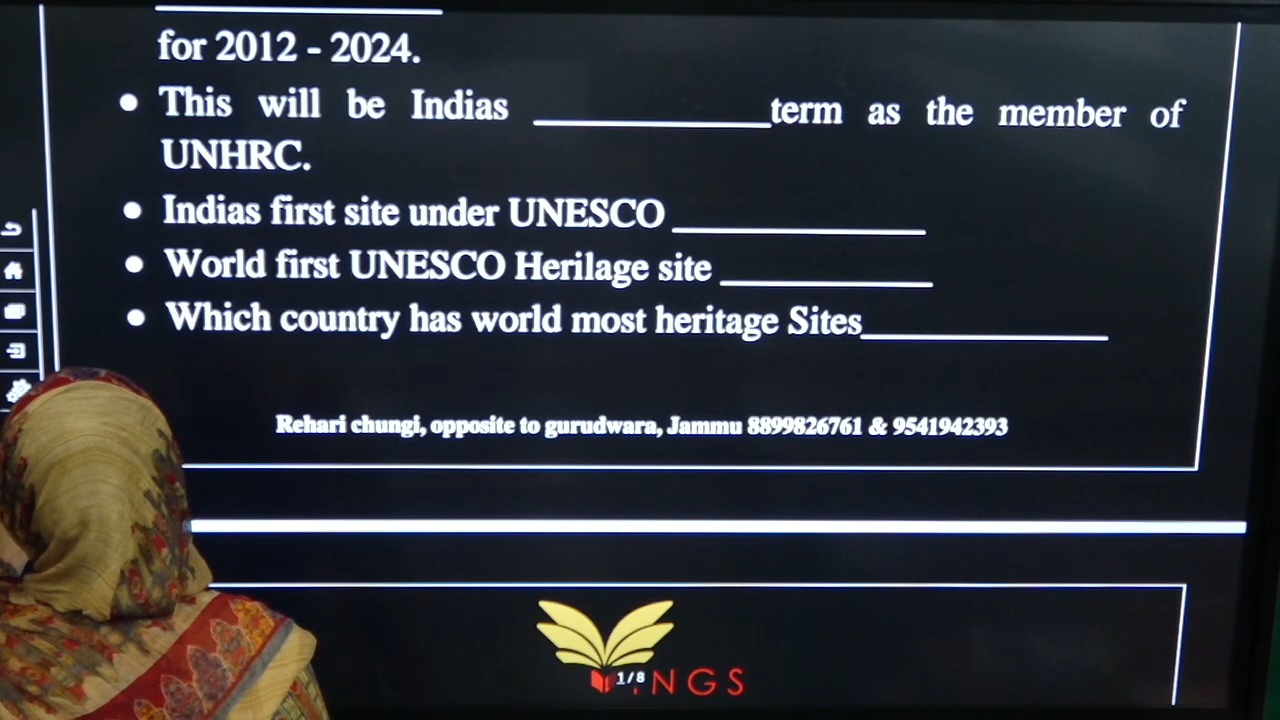 for 2012 - 2024.
• This will be Indias ____________term as the member of
UNHRC.
• Indias first site under UNESCO ____________
• World first UNESCO Herilage site ____________
• Which country has world most heritage Sites____________
Rehari chungi, opposite to gurudwara, Jammu 8899826761 & 9541942393
1/8
NGS